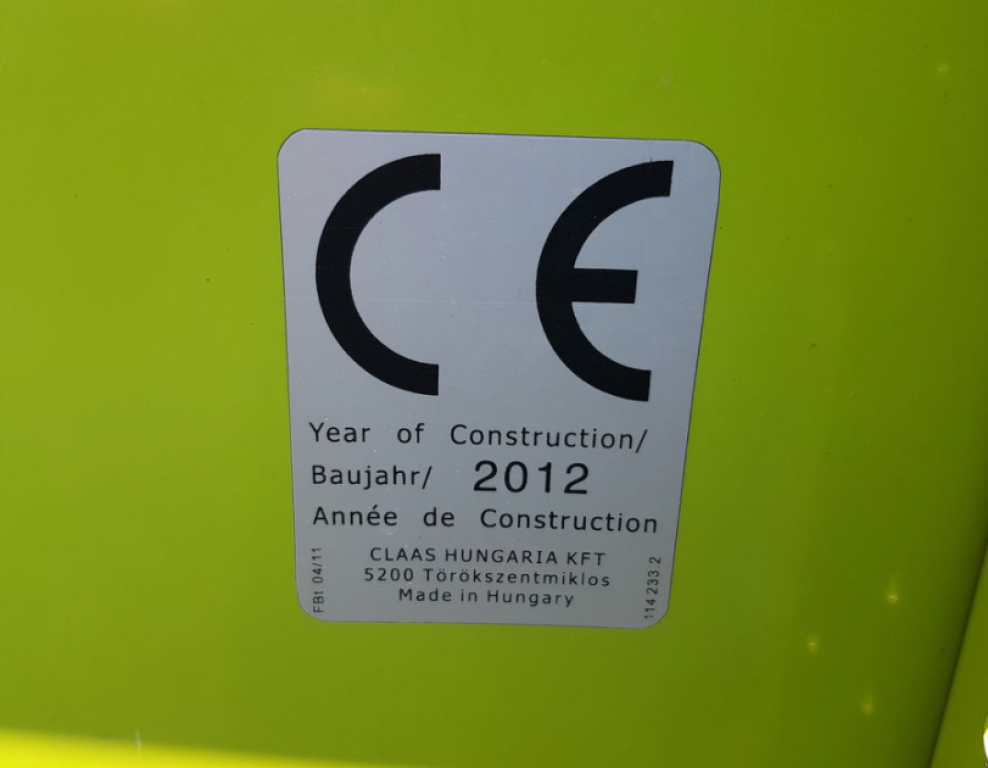 CE
Year of Construction/
Baujahr/ 2012
Année de Construction
CLAAS HUNGARIA KFT
5200 Törökszentmiklos
Made in Hungary
FBt 04/11
114 233 2